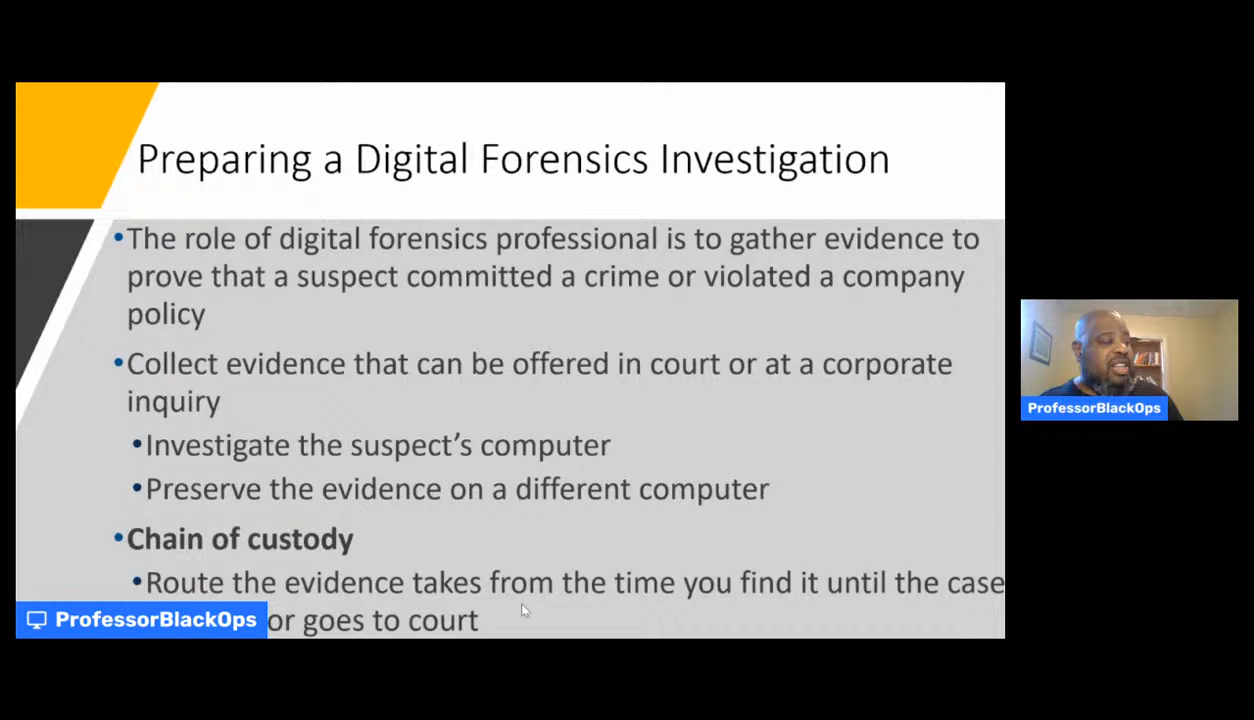 Preparing a Digital Forensics Investigation
•The role of digital forensics professional is to gather evidence to
prove that a suspect committed a crime or violated a company
policy
•Collect evidence that can be offered in court or at a corporate
inquiry
•Investigate the suspect's computer
•Preserve the evidence on a different computer
•Chain of custody
•Route the evidence takes from the time you find it until the case
or goes to court
ProfessorBlackOps
ProfessorBlackOps